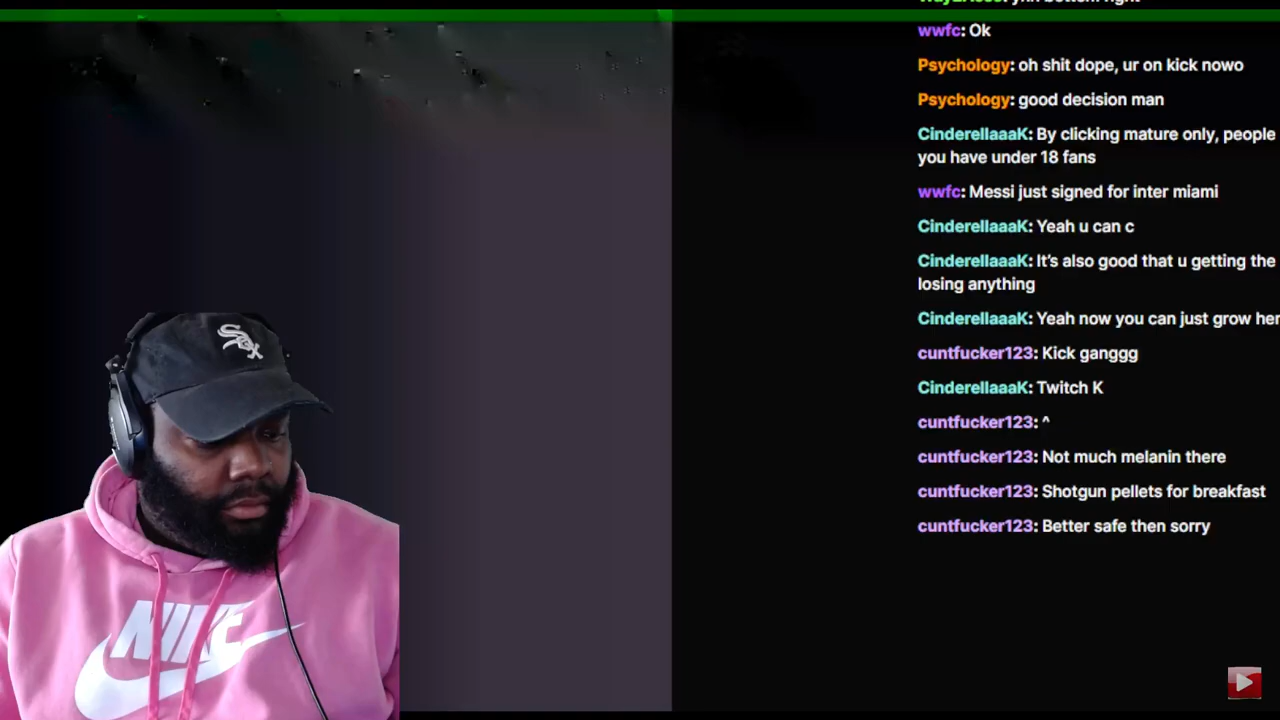 wwfc: Ok
Psychology: oh shit dope, ur on kick nowo
Psychology: good decision man
CinderellaaaK: By clicking mature only, people
you have under 18 fans
wwfc: Messi just signed for inter miami
CinderellaaaK: Yeah u can c
CinderellaaaK: It’s also good that u getting the
losing anything
CinderellaaaK: Yeah now you can just grow her
cuntfucker123: Kick ganggg
CinderellaaaK: Twitch K
cuntfucker123: ^
cuntfucker123: Not much melanin there
cuntfucker123: Shotgun pellets for breakfast
cuntfucker123: Better safe then sorry
Sox
NIKE